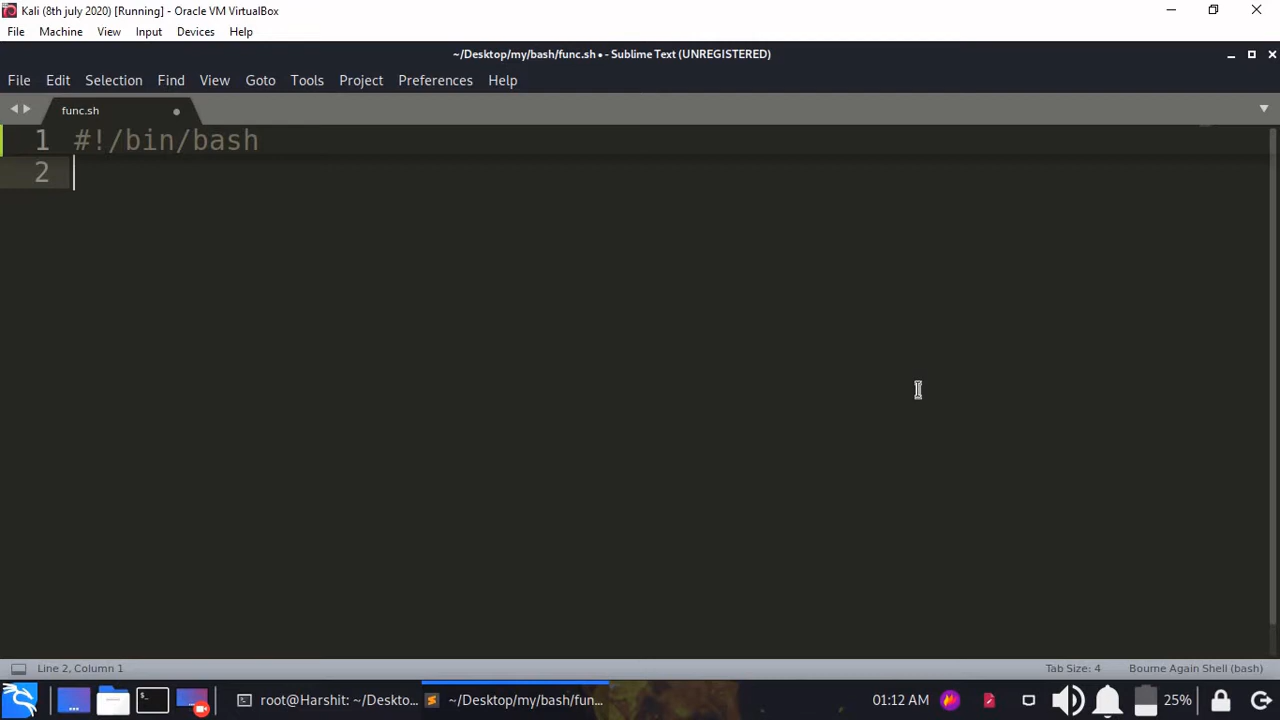 Kali (8th july 2020) [Running] - Oracle VM VirtualBox
File Machine View Input Devices Help
~/Desktop/my/bash/func.sh • - Sublime Text (UNREGISTERED)
File Edit Selection Find View Goto Tools Project Preferences Help
func.sh
1 #!/bin/bash
2
Line 2, Column 1 Tab Size: 4 Bourne Again Shell (bash)
root@Harshit: ~/Deskto... ~/Desktop/my/bash/fun... 01:12 AM 25%